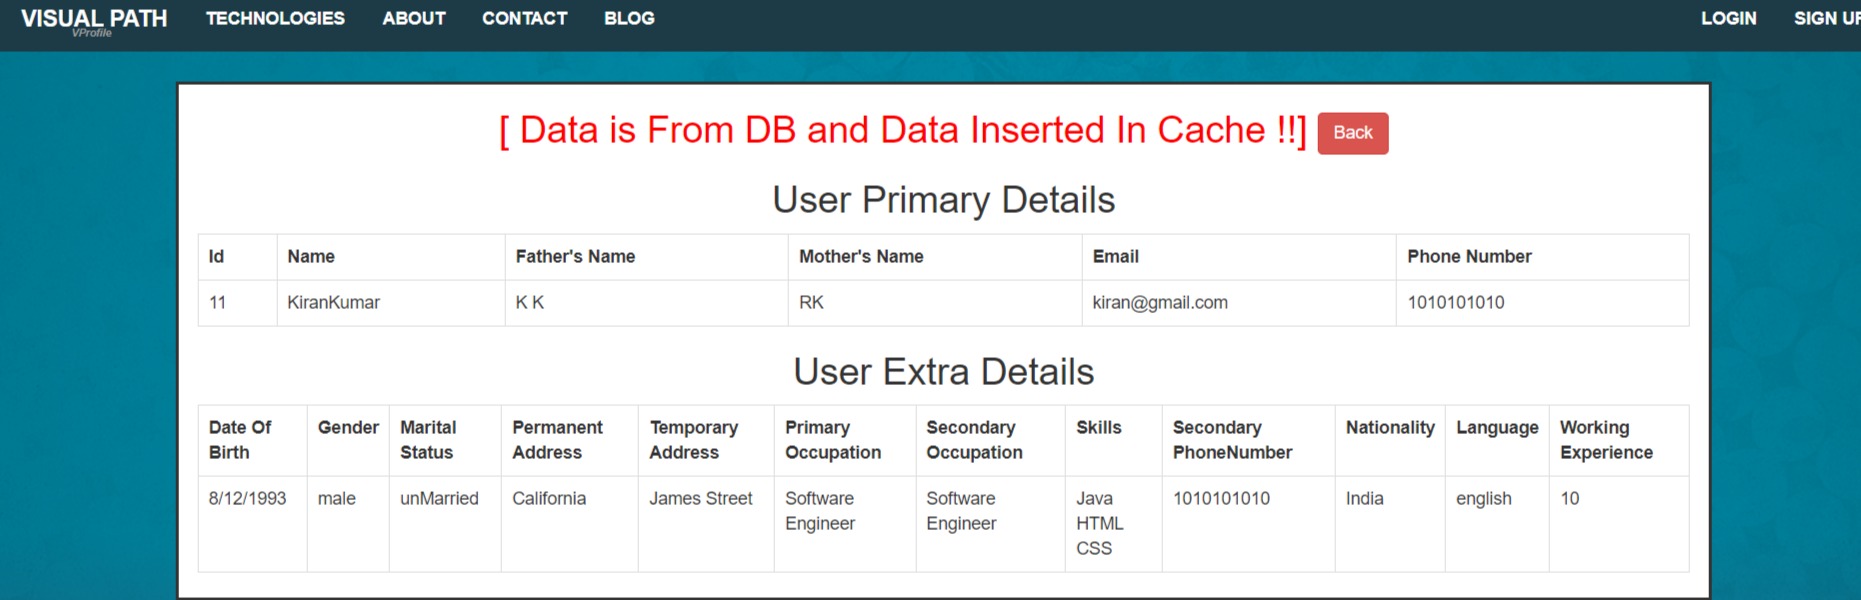 VISUAL PATH TECHNOLOGIES ABOUT CONTACT BLOG LOGIN SIGN UP
VProfile
[ Data is From DB and Data Inserted In Cache !!] Back
User Primary Details
Id Name Father's Name Mother's Name Email Phone Number
11 KiranKumar K K RK kiran@gmail.com 1010101010
User Extra Details
Date Of Birth Gender Marital Status Permanent Address Temporary Address Primary Occupation Secondary Occupation Skills Secondary PhoneNumber Nationality Language Working Experience
8/12/1993 male unMarried California James Street Software Engineer Software Engineer Java HTML CSS 1010101010 India english 10